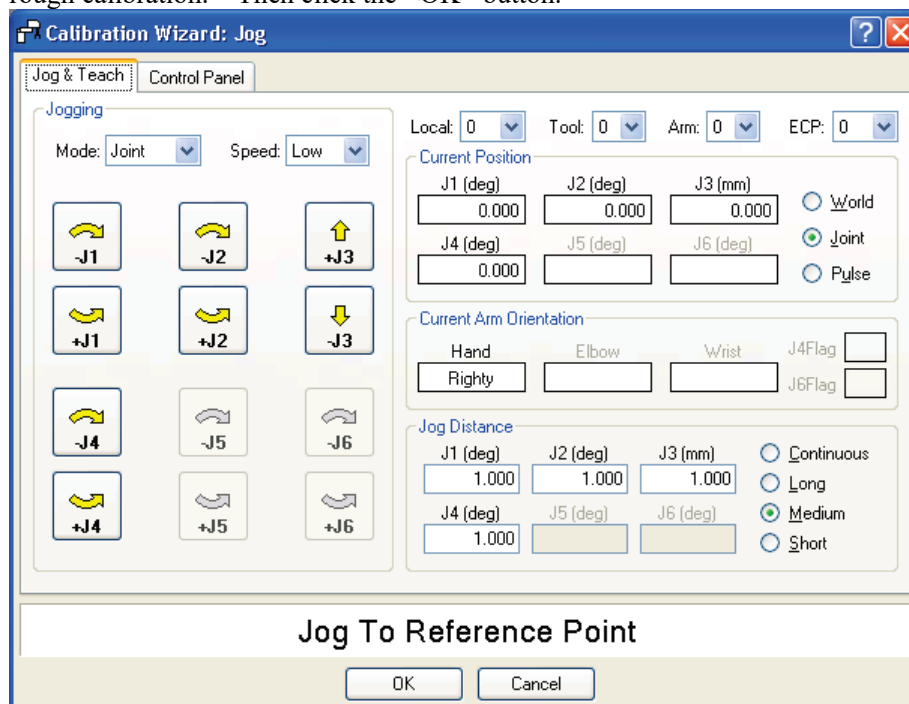 rough calibration. Then click the "OK" button.
Calibration Wizard: Jog
Jog & Teach Control Panel
Jogging
Mode: Joint Speed: Low
-J1 -J2 +J3
+J1 +J2 -J3
-J4 -J5 -J6
+J4 +J5 +J6
Local: 0 Tool: 0 Arm: 0 ECP: 0
Current Position
J1 (deg) J2 (deg) J3 (mm)
0.000 0.000 0.000
J4 (deg) J5 (deg) J6 (deg)
0.000
World
Joint
Pulse
Current Arm Orientation
Hand Elbow Wrist J4Flag
Righty J6Flag
Jog Distance
J1 (deg) J2 (deg) J3 (mm)
1.000 1.000 1.000
J4 (deg) J5 (deg) J6 (deg)
1.000
Continuous
Long
Medium
Short
Jog To Reference Point
OK Cancel